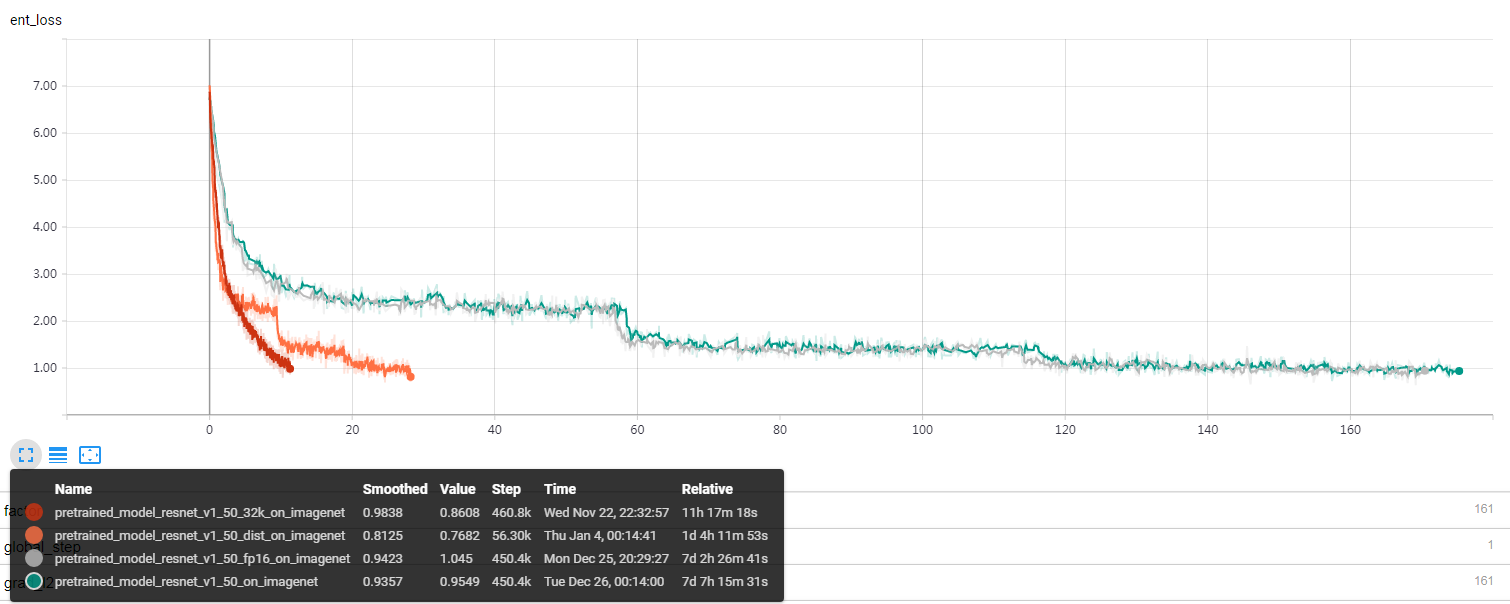 ent_loss
7.00
6.00
5.00
4.00
3.00
2.00
1.00
0 20 40 60 80 100 120 140 160
Name Smoothed Value Step Time Relative
pretrained_model_resnet_v1_50_32k_on_imagenet 0.9838 0.8608 460.8k Wed Nov 22, 22:32:57 11h 17m 18s
161
pretrained_model_resnet_v1_50_dist_on_imagenet 0.8125 0.7682 56.30k Thu Jan 4, 00:14:41 1d 4h 11m 53s
global_step 1
pretrained_model_resnet_v1_50_fp16_on_imagenet 0.9423 1.045 450.4k Mon Dec 25, 20:29:27 7d 2h 26m 41s
pretrained_model_resnet_v1_50_on_imagenet 0.9357 0.9549 450.4k Tue Dec 26, 00:14:00 7d 7h 15m 31s
161